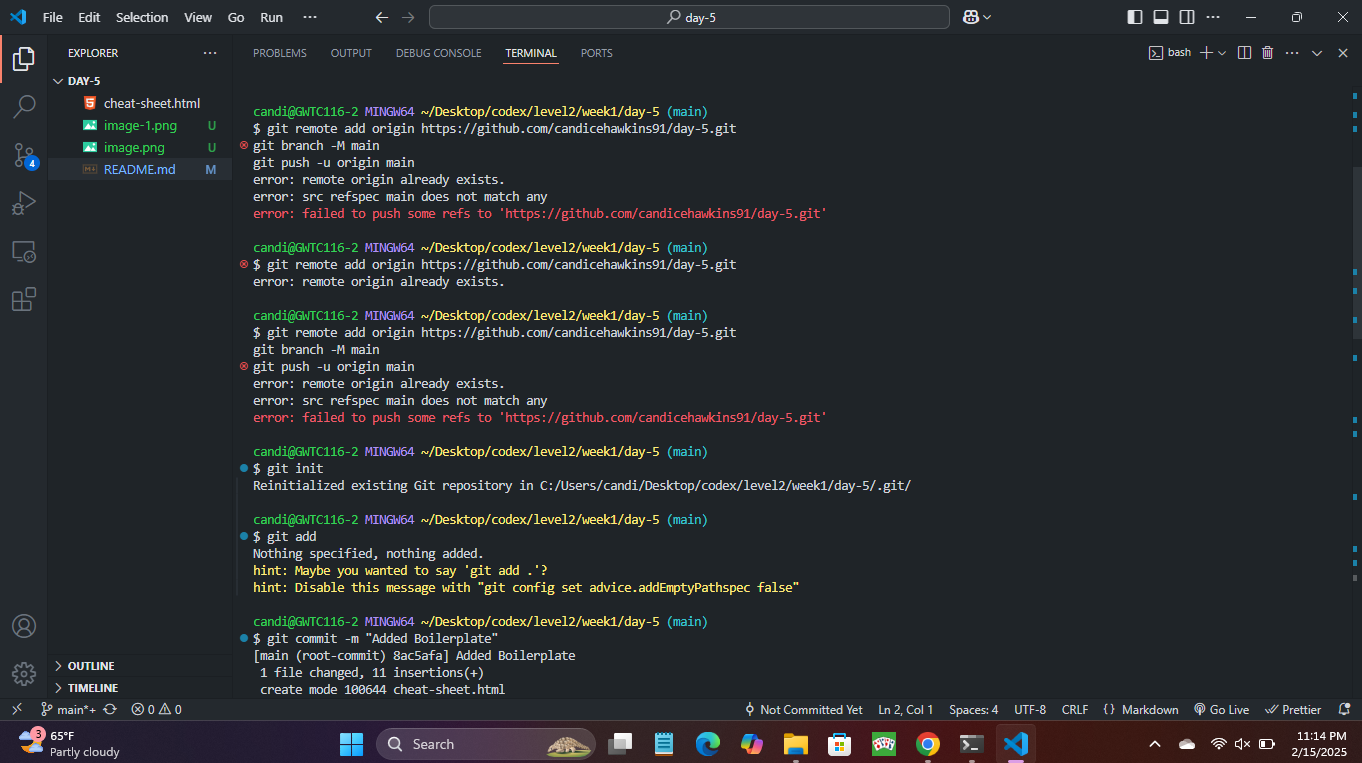 File Edit Selection View Go Run ···
day-5
EXPLORER ···
DAY-5
cheat-sheet.html
image-1.png U
image.png U
README.md M
4
OUTLINE
TIMELINE
PROBLEMS OUTPUT DEBUG CONSOLE TERMINAL PORTS
bash
candi@GWTC116-2 MINGW64 ~/Desktop/codex/level2/week1/day-5 (main)
$ git remote add origin https://github.com/candicehawkins91/day-5.git
git branch -M main
git push -u origin main
error: remote origin already exists.
error: src refspec main does not match any
error: failed to push some refs to 'https://github.com/candicehawkins91/day-5.git'
candi@GWTC116-2 MINGW64 ~/Desktop/codex/level2/week1/day-5 (main)
$ git remote add origin https://github.com/candicehawkins91/day-5.git
error: remote origin already exists.
candi@GWTC116-2 MINGW64 ~/Desktop/codex/level2/week1/day-5 (main)
$ git remote add origin https://github.com/candicehawkins91/day-5.git
git branch -M main
git push -u origin main
error: remote origin already exists.
error: src refspec main does not match any
error: failed to push some refs to 'https://github.com/candicehawkins91/day-5.git'
candi@GWTC116-2 MINGW64 ~/Desktop/codex/level2/week1/day-5 (main)
$ git init
Reinitialized existing Git repository in C:/Users/candi/Desktop/codex/level2/week1/day-5/.git/
candi@GWTC116-2 MINGW64 ~/Desktop/codex/level2/week1/day-5 (main)
$ git add
Nothing specified, nothing added.
hint: Maybe you wanted to say 'git add .'?
hint: Disable this message with "git config set advice.addEmptyPathspec false"
candi@GWTC116-2 MINGW64 ~/Desktop/codex/level2/week1/day-5 (main)
$ git commit -m "Added Boilerplate"
[main (root-commit) 8ac5afa] Added Boilerplate
1 file changed, 11 insertions(+)
create mode 100644 cheat-sheet.html
main*+ 0 0 Not Committed Yet Ln 2, Col 1 Spaces: 4 UTF-8 CRLF {} Markdown Go Live Prettier
3
65°F
Partly cloudy
Search
11:14 PM
2/15/2025